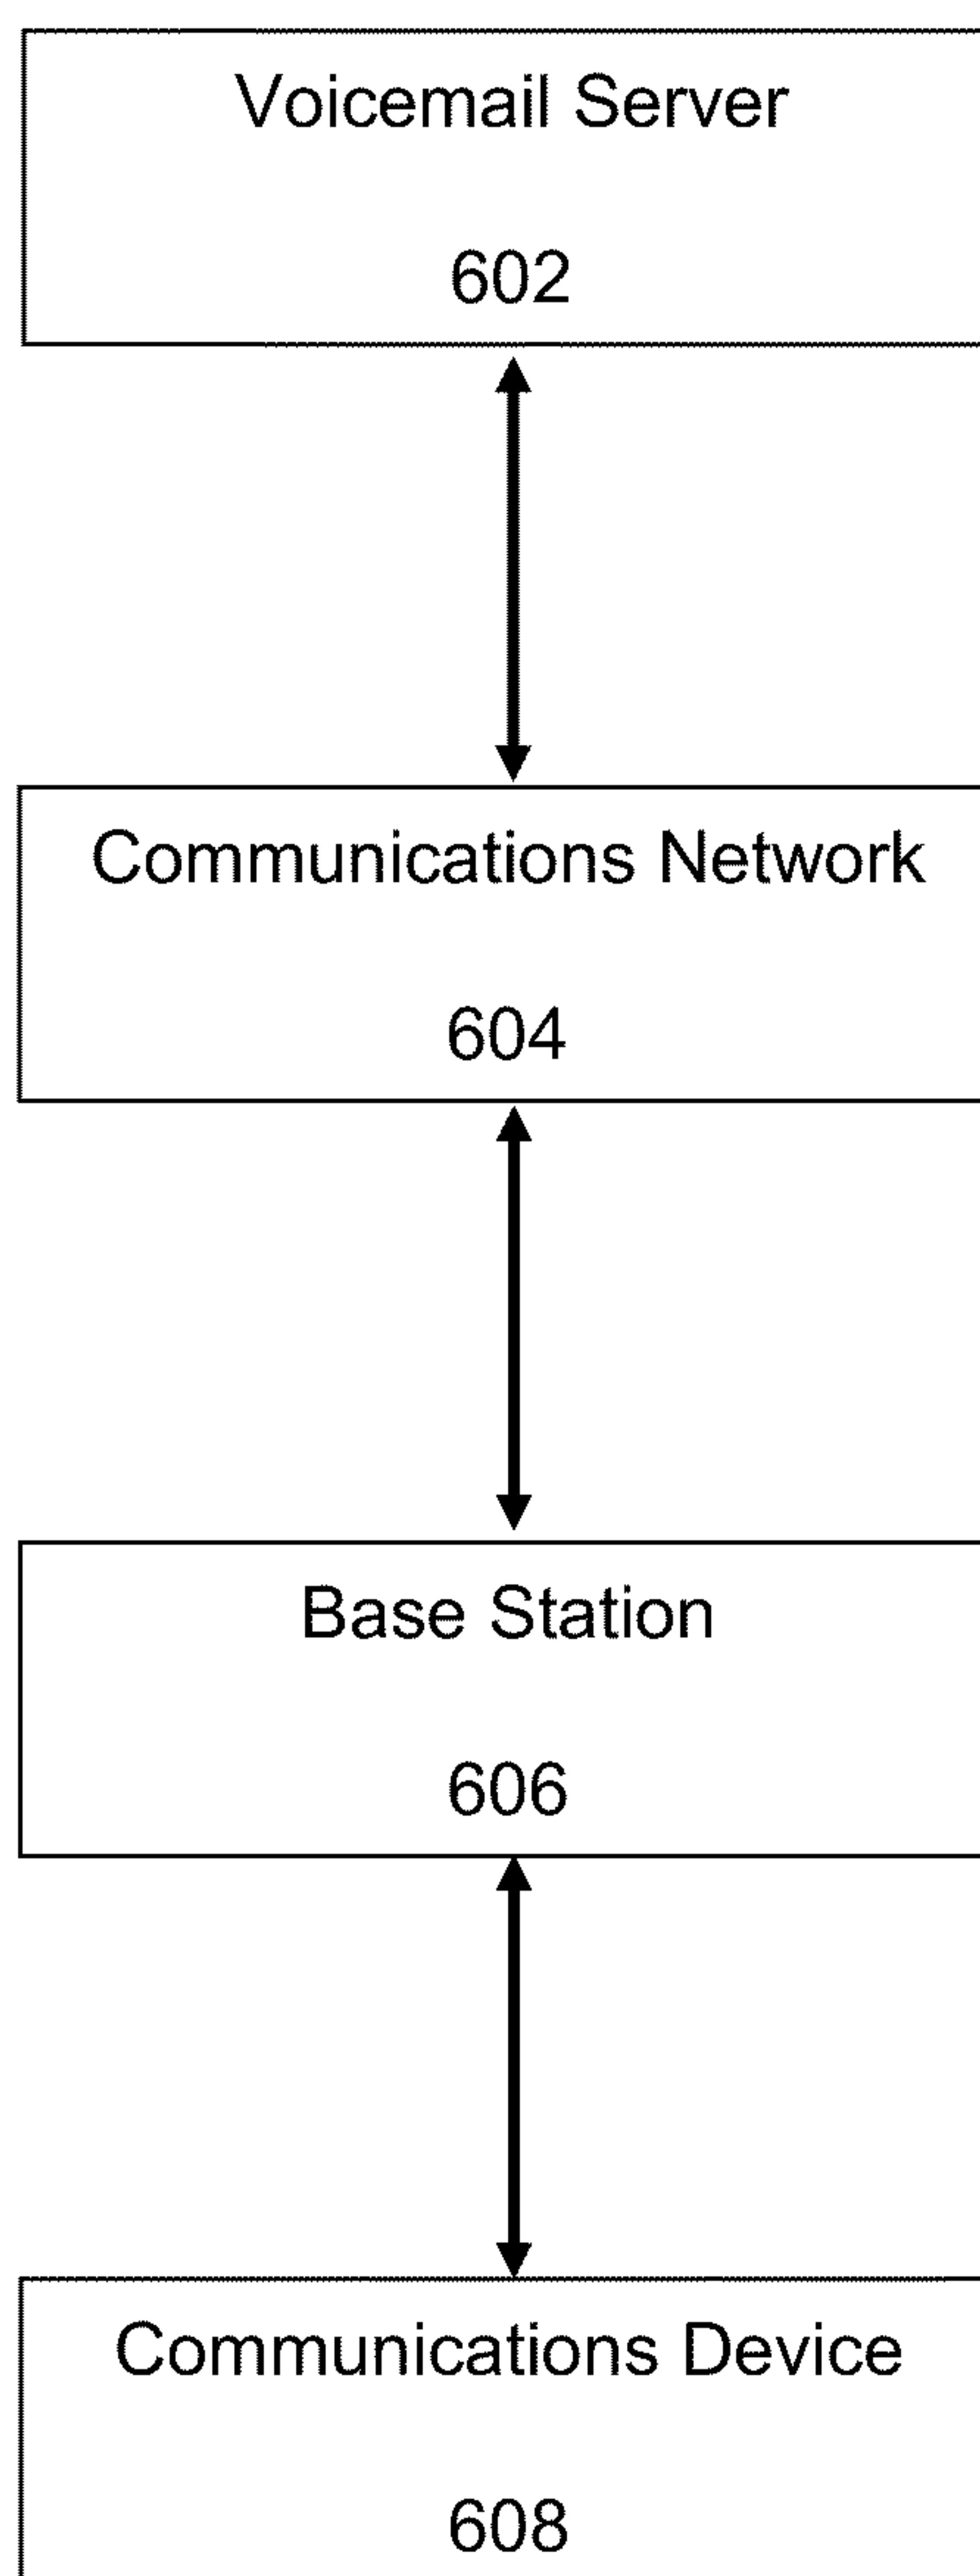 Voicemail Server
602
Communications Network
604
Base Station
606
Communications Device
608